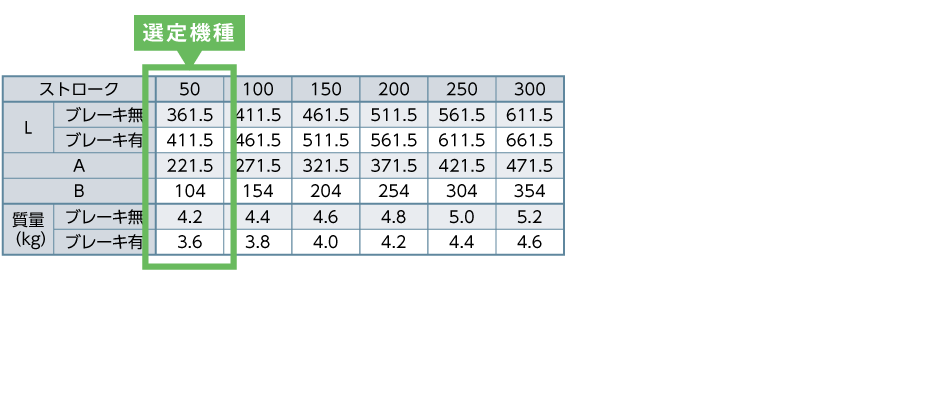 選定機種
ストローク 50 100 150 200 250 300
L ブレーキ無 361.5 411.5 461.5 511.5 561.5 611.5
ブレーキ有 411.5 461.5 511.5 561.5 611.5 661.5
A 221.5 271.5 321.5 371.5 421.5 471.5
B 104 154 204 254 304 354
質量 (kg) ブレーキ無 4.2 4.4 4.6 4.8 5.0 5.2
ブレーキ有 3.6 3.8 4.0 4.2 4.4 4.6